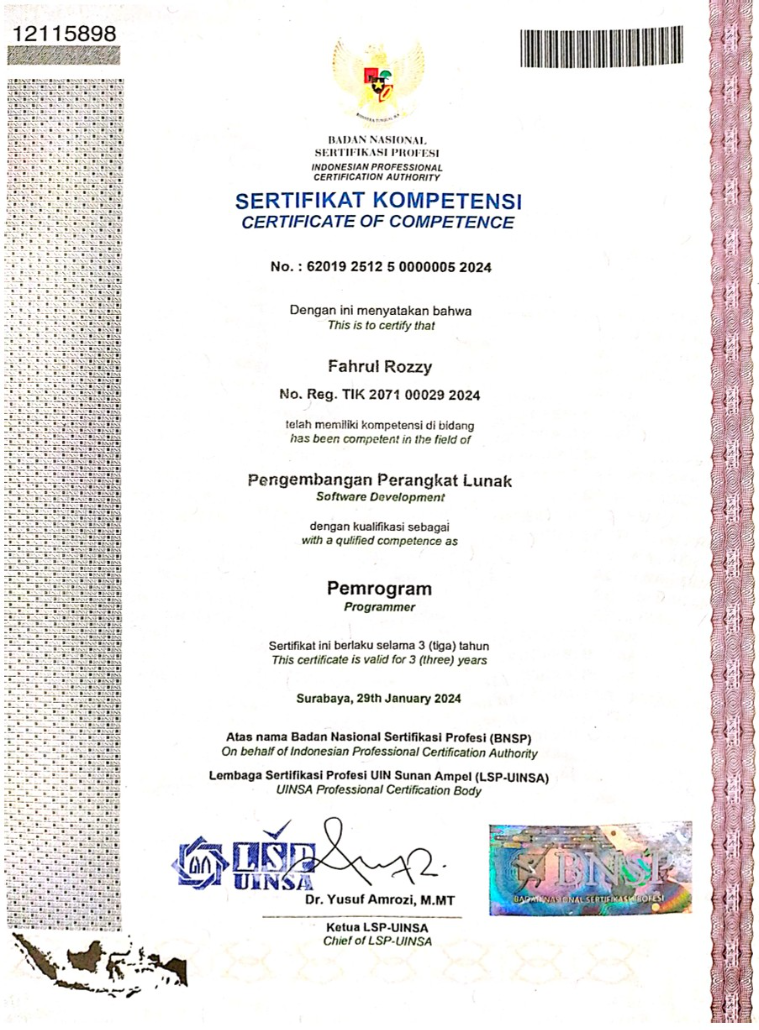 12115898
BADAN NASIONAL
SERTIFIKASI PROFESI
INDONESIAN PROFESSIONAL
CERTIFICATION AUTHORITY
SERTIFIKAT KOMPETENSI
CERTIFICATE OF COMPETENCE
No. : 62019 2512 5 0000005 2024
Dengan ini menyatakan bahwa
This is to certify that
Fahrul Rozzy
No. Reg. TIK 2071 00029 2024
telah memiliki kompetensi di bidang
has been competent in the field of
Pengembangan Perangkat Lunak
Software Development
dengan kualifikasi sebagai
with a qulified competence as
Pemrogram
Programmer
Sertifikat ini berlaku selama 3 (tiga) tahun
This certificate is valid for 3 (three) years
Surabaya, 29th January 2024
Atas nama Badan Nasional Sertifikasi Profesi (BNSP)
On behalf of Indonesian Professional Certification Authority
Lembaga Sertifikasi Profesi UIN Sunan Ampel (LSP-UINSA)
UINSA Professional Certification Body
LSP
UINSA
BNSP
BADAN NASIONAL SERTIFIKASI PROFESI
Dr. Yusuf Amrozi, M.MT
Ketua LSP-UINSA
Chief of LSP-UINSA